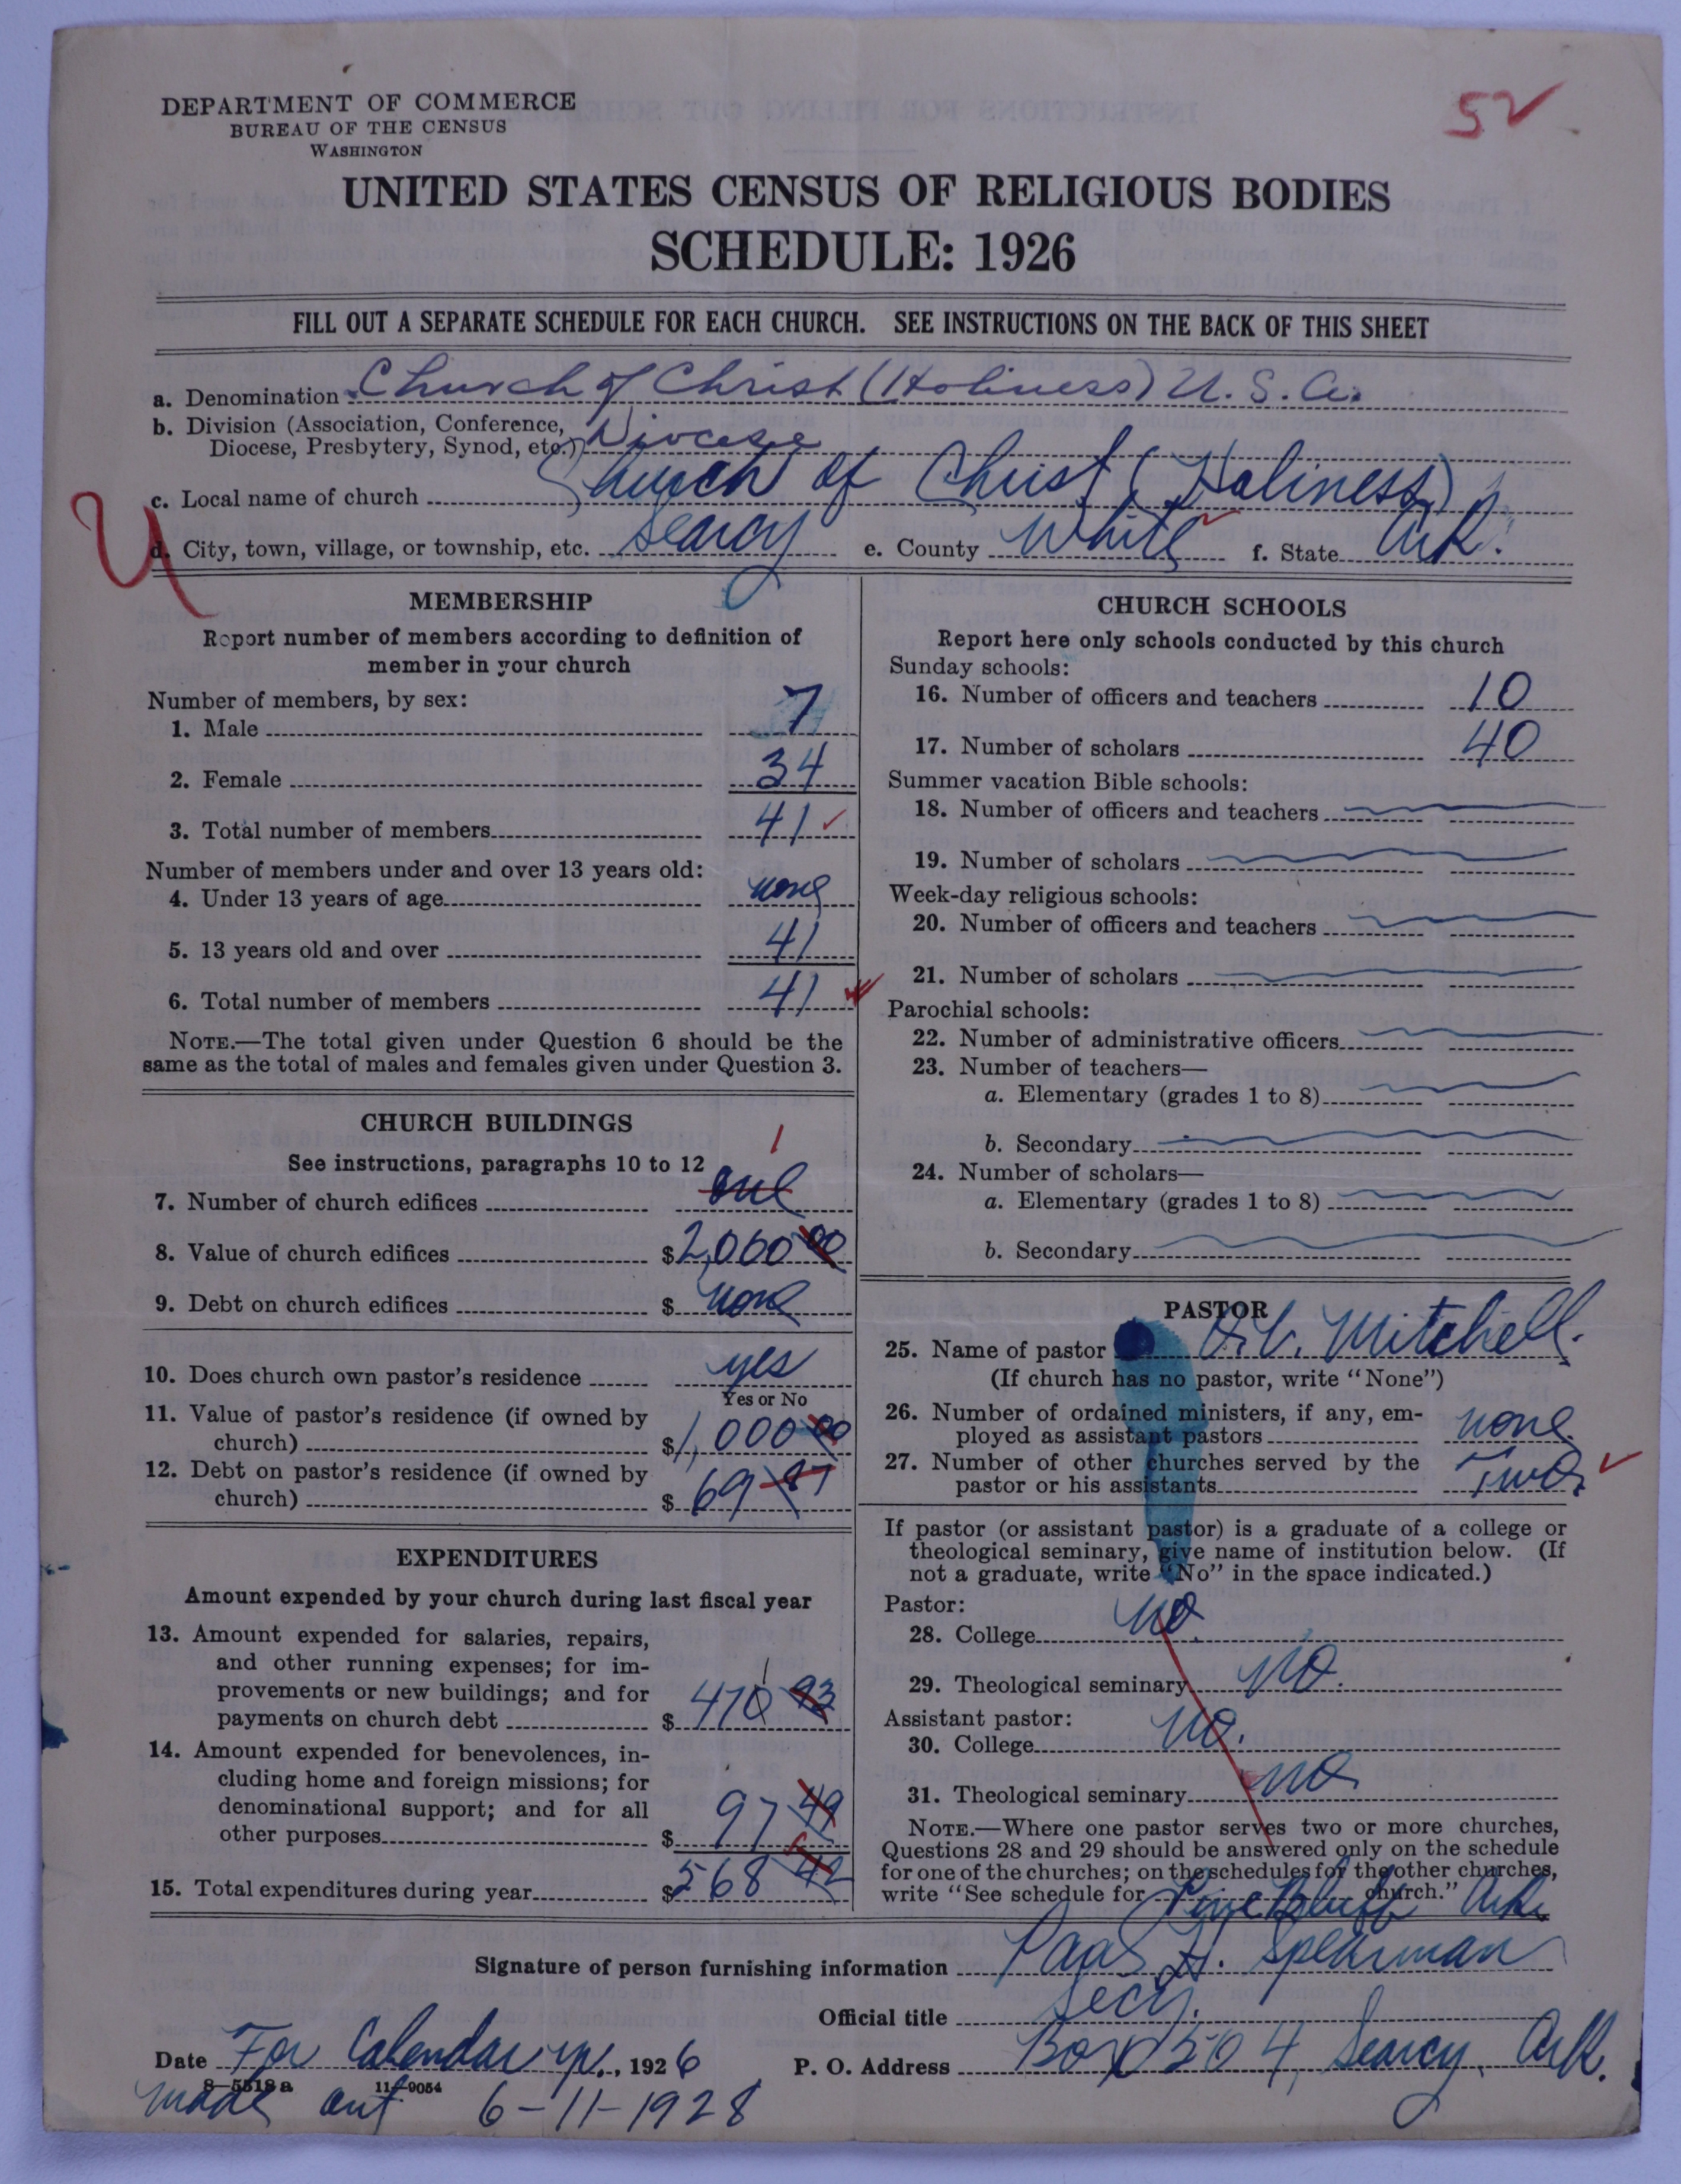 DEPARTMENT OF COMMERCE
BUREAU OF THE CENSUS
WASHINGTON
52
UNITED STATES CENSUS OF RELIGIOUS BODIES
SCHEDULE: 1926
FILL OUT A SEPARATE SCHEDULE FOR EACH CHURCH. SEE INSTRUCTIONS ON THE BACK OF THIS SHEET
a. Denomination Church of Christ (Holiness) U.S.A.
b. Division (Association, Conference,
Diocese, Presbytery, Synod, etc.) Diocese
c. Local name of church Church of Christ (Holiness)
d. City, town, village, or township, etc. Searcy e. County White f. State Ark.
MEMBERSHIP
Report number of members according to definition of
member in your church
Number of members, by sex:
1. Male 7
2. Female 34
3. Total number of members 41
Number of members under and over 13 years old:
4. Under 13 years of age none
5. 13 years old and over 41
6. Total number of members 41
NOTE.—The total given under Question 6 should be the
same as the total of males and females given under Question 3.
CHURCH BUILDINGS
See instructions, paragraphs 10 to 12
1
7. Number of church edifices one
8. Value of church edifices $2,060 00
9. Debt on church edifices $ none
10. Does church own pastor's residence yes
Yes or No
11. Value of pastor's residence (if owned by
church) $1,000 00
12. Debt on pastor's residence (if owned by
church) $ 69 87
EXPENDITURES
Amount expended by your church during last fiscal year
13. Amount expended for salaries, repairs,
and other running expenses; for im-
provements or new buildings; and for
payments on church debt $ 470 93
14. Amount expended for benevolences, in-
cluding home and foreign missions; for
denominational support; and for all
other purposes $ 97 49
15. Total expenditures during year $568 42
CHURCH SCHOOLS
Report here only schools conducted by this church
Sunday schools:
16. Number of officers and teachers 10
17. Number of scholars 40
Summer vacation Bible schools:
18. Number of officers and teachers
19. Number of scholars
Week-day religious schools:
20. Number of officers and teachers
21. Number of scholars
Parochial schools:
22. Number of administrative officers
23. Number of teachers—
a. Elementary (grades 1 to 8)
b. Secondary
24. Number of scholars—
a. Elementary (grades 1 to 8)
b. Secondary
PASTOR
25. Name of pastor Mitchell.
(If church has no pastor, write "None")
26. Number of ordained ministers, if any, em-
ployed as assistant pastors none
27. Number of other churches served by the
pastor or his assistants Two
If pastor (or assistant pastor) is a graduate of a college or
theological seminary, give name of institution below. (If
not a graduate, write "No" in the space indicated.)
Pastor:
28. College No.
29. Theological seminary No.
Assistant pastor:
30. College No.
31. Theological seminary No
NOTE.—Where one pastor serves two or more churches,
Questions 28 and 29 should be answered only on the schedule
for one of the churches; on the schedules for the other churches,
write "See schedule for Pine Bluff church." Ark.
Signature of person furnishing information H. Spearman
Official title Secy.
Date For Calendar yr., 1926 P. O. Address Box 504, Searcy, Ark.
8—5518 a 11—9054
made out 6-11-1928